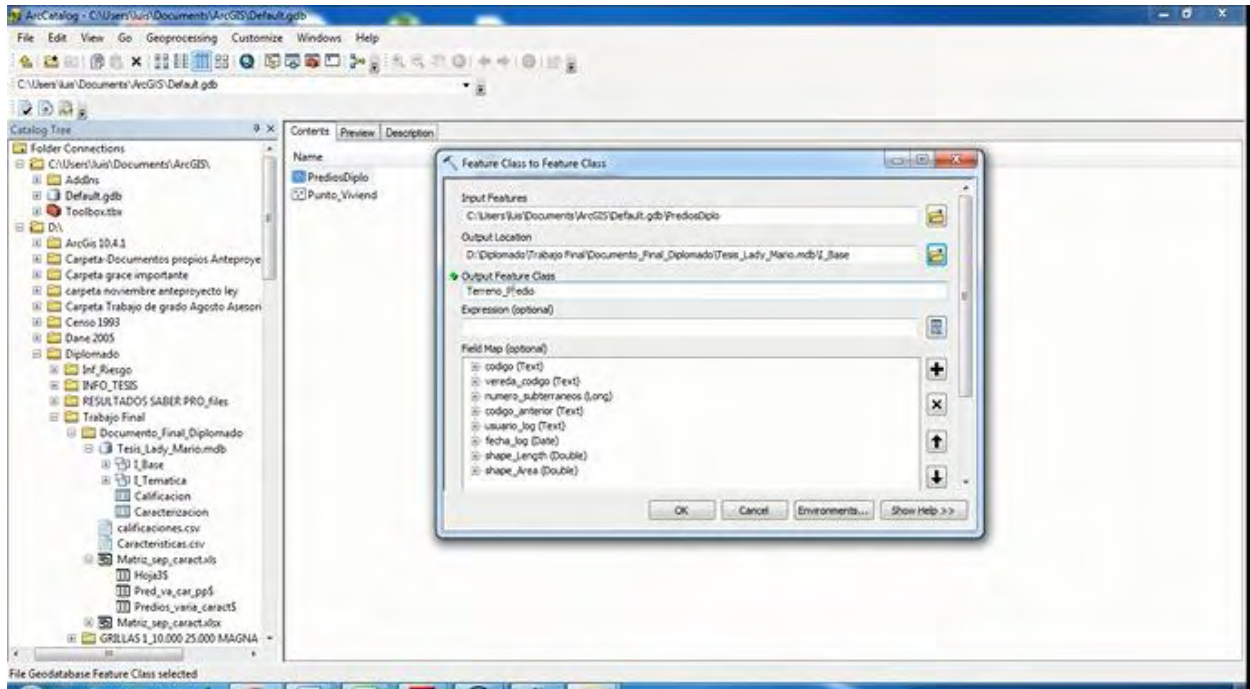 ArcCatalog - C:\Users\luis\Documents\ArcGIS\Default.gdb
File Edit View Go Geoprocessing Customize Windows Help
C:\Users\luis\Documents\ArcGIS\Default.gdb
Catalog Tree
Folder Connections
C:\Users\luis\Documents\ArcGIS\
AddIns
Default.gdb
Toolbox.tbx
D:\
ArcGis 10.4.1
Carpeta-Documentos propios Anteproye
Carpeta grace importante
carpeta noviembre anteproyecto ley
Carpeta Trabajo de grado Agosto Asesori
Censo 1993
Dane 2005
Diplomado
Inf_Riesgo
INFO_TESIS
RESULTADOS SABER PRO_files
Trabajo Final
Documento_Final_Diplomado
Tesis_Lady_Mario.mdb
I_Base
I_Tematica
Calificacion
Caracterizacion
calificaciones.csv
Caracteristicas.csv
Matriz_sep_caract.xls
Hoja3$
Pred_va_car_pp$
Predios_varia_caract$
Matriz_sep_caract.xlsx
GRILLAS 1_10.000 25.000 MAGNA
Contents Preview Description
Name
PrediosDiplo
Punto_Viviend
Feature Class to Feature Class
Input Features
C:\Users\luis\Documents\ArcGIS\Default.gdb\PrediosDiplo
Output Location
D:\Diplomado\Trabajo Final\Documento_Final_Diplomado\Tesis_Lady_Mario.mdb\I_Base
Output Feature Class
Terreno_Predio
Expression (optional)
Field Map (optional)
codigo (Text)
vereda_codigo (Text)
numero_subterraneos (Long)
codigo_anterior (Text)
usuario_log (Text)
fecha_log (Date)
shape_Length (Double)
shape_Area (Double)
OK Cancel Environments... Show Help >>
File Geodatabase Feature Class selected